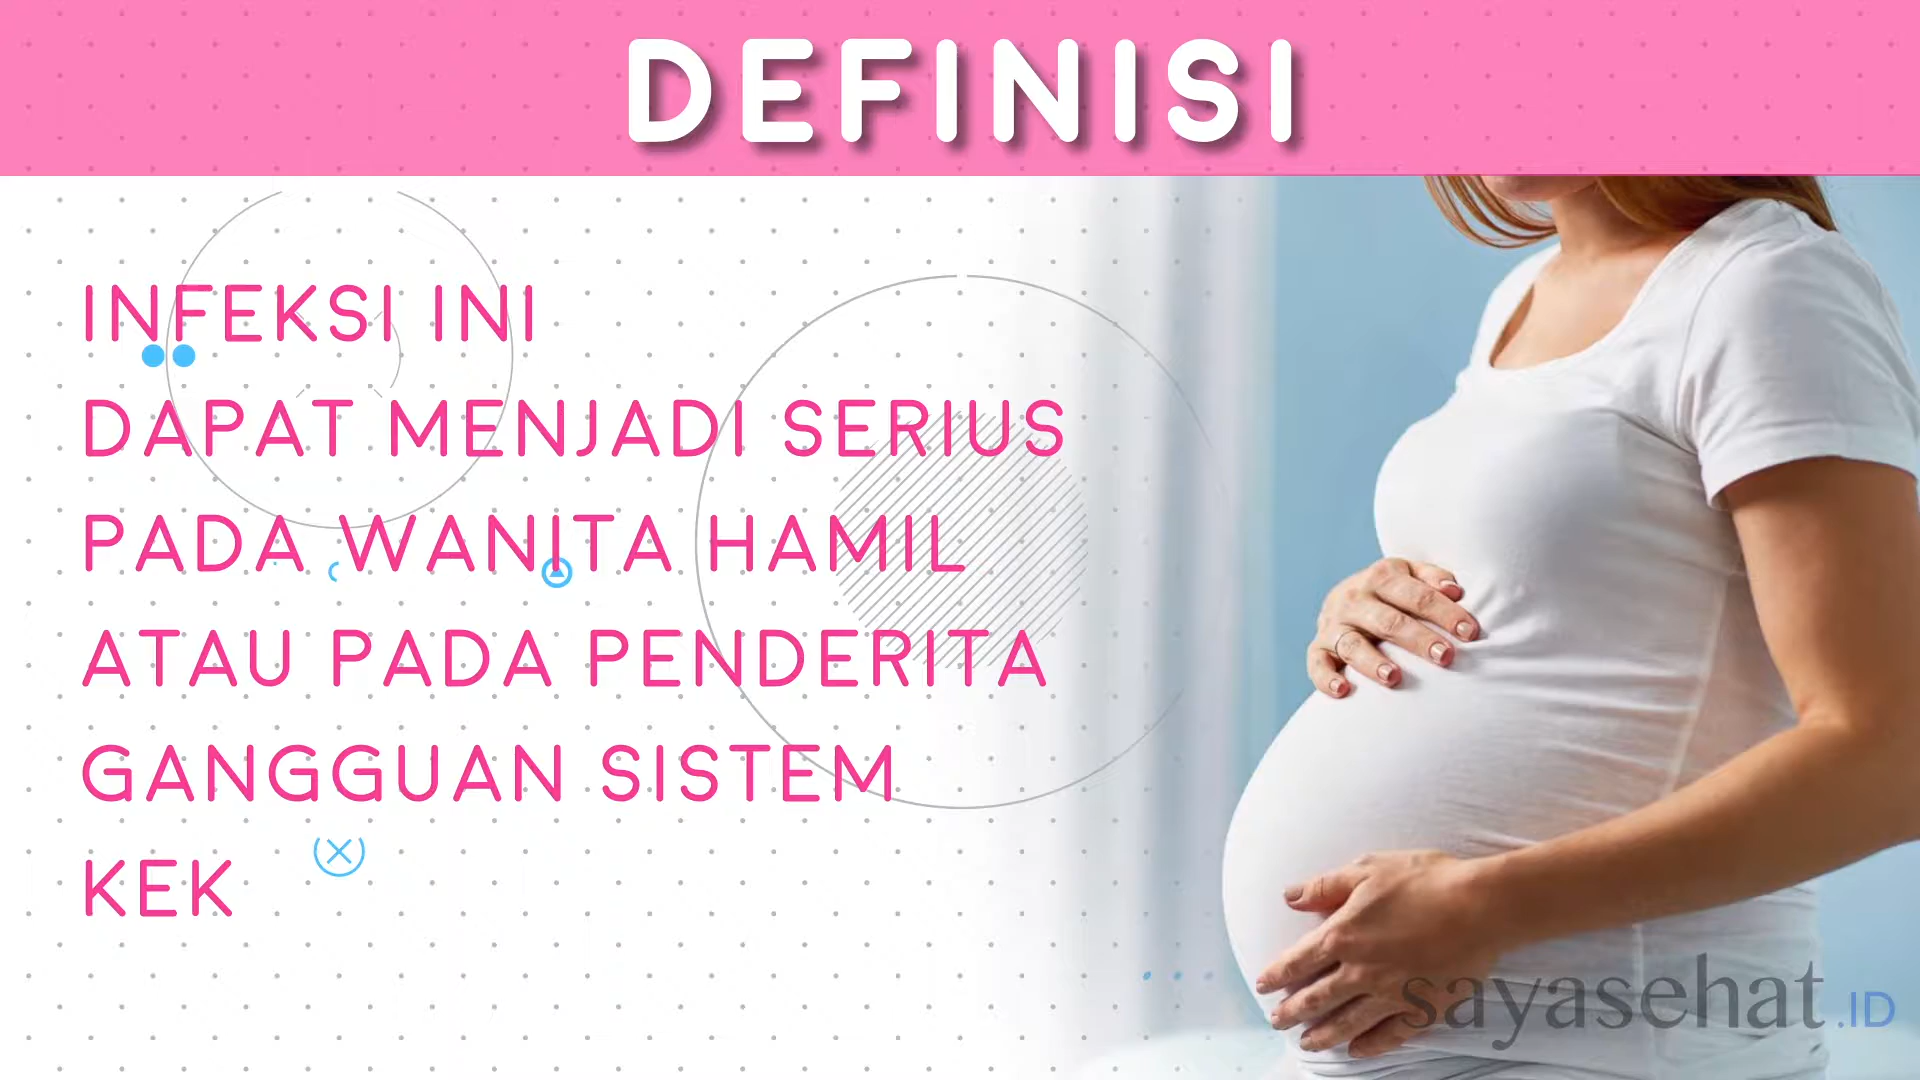 DEFINISI
INFEKSI INI
DAPAT MENJADI SERIUS
PADA WANITA HAMIL
ATAU PADA PENDERITA
GANGGUAN SISTEM
KEK
sayasehat.ID